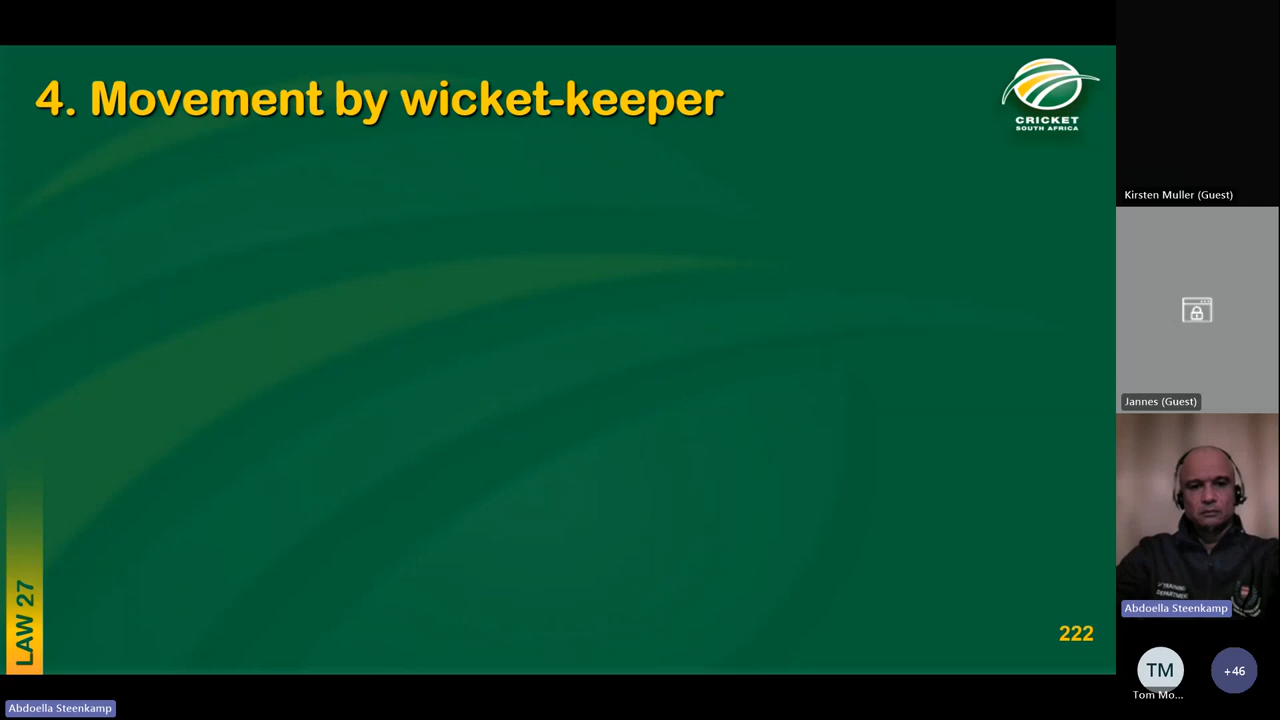 4. Movement by wicket-keeper
CRICKET
SOUTH AFRICA
LAW 27
222
Abdoella Steenkamp
Kirsten Muller (Guest)
Jannes (Guest)
Abdoella Steenkamp
TM
Tom Mo...
+46